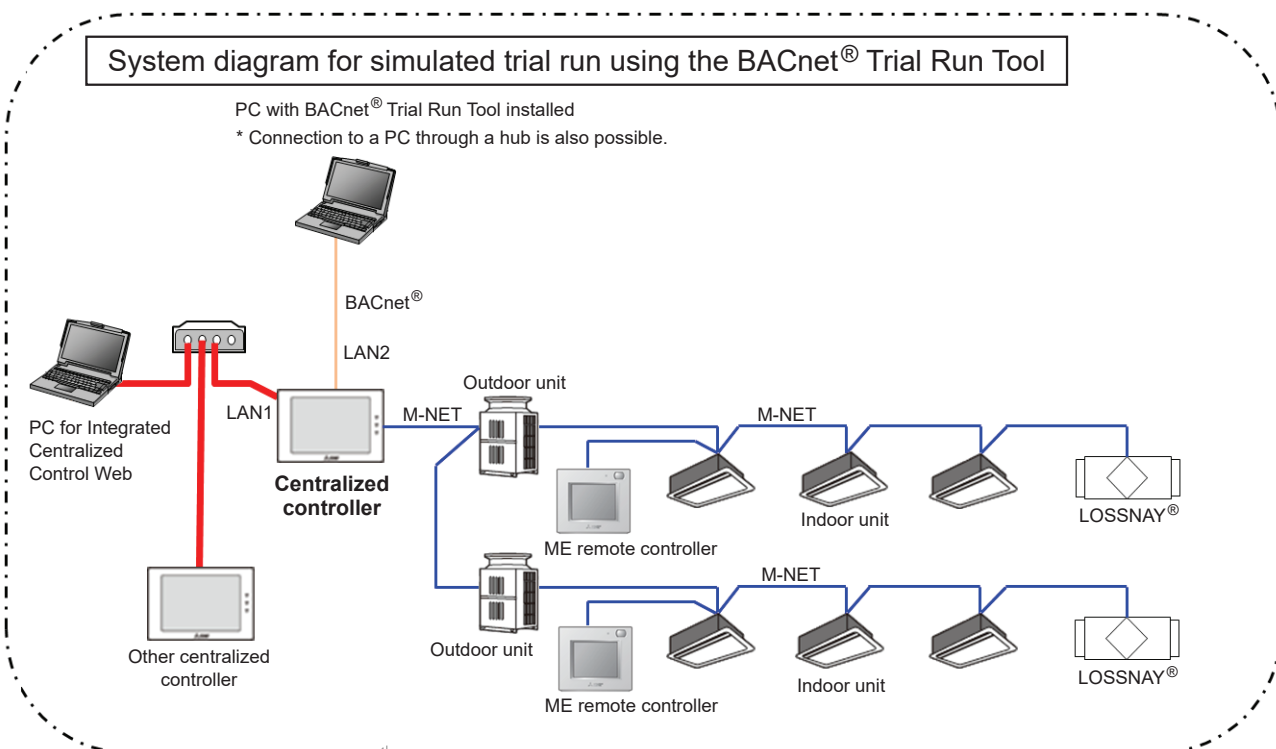 System diagram for simulated trial run using the BACnet® Trial Run Tool
PC with BACnet® Trial Run Tool installed
* Connection to a PC through a hub is also possible.
BACnet®
LAN2
LAN1
PC for Integrated
Centralized
Control Web
Centralized
controller
Other centralized
controller
M-NET
Outdoor unit
M-NET
ME remote controller
Indoor unit
LOSSNAY®
Outdoor unit
M-NET
ME remote controller
Indoor unit
LOSSNAY®